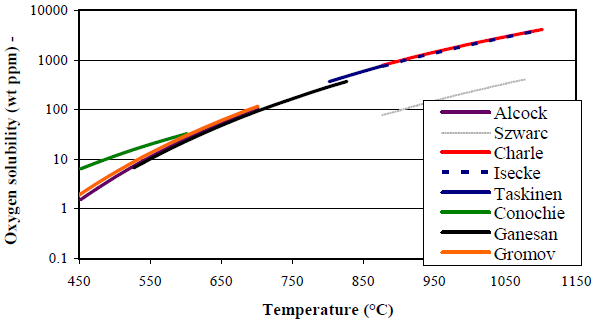 Oxygen solubility (wt ppm) -
10000
1000
100
10
1
0.1
450 550 650 750 850 950 1050 1150
Temperature (°C)
Alcock
Szwarc
Charle
Isecke
Taskinen
Conochie
Ganesan
Gromov